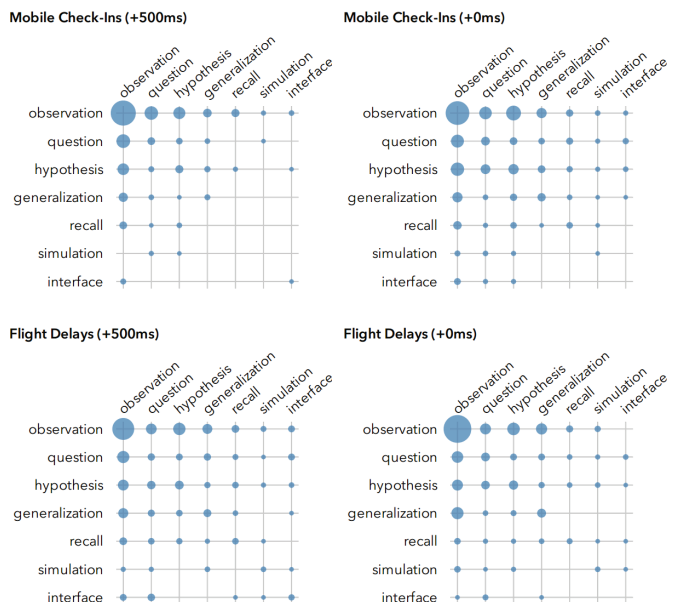 Mobile Check-Ins (+500ms)
observation
question
hypothesis
generalization
recall
simulation
interface
observation
question
hypothesis
generalization
recall
simulation
interface
Mobile Check-Ins (+0ms)
observation
question
hypothesis
generalization
recall
simulation
interface
observation
question
hypothesis
generalization
recall
simulation
interface
Flight Delays (+500ms)
observation
question
hypothesis
generalization
recall
simulation
interface
observation
question
hypothesis
generalization
recall
simulation
interface
Flight Delays (+0ms)
observation
question
hypothesis
generalization
recall
simulation
interface
observation
question
hypothesis
generalization
recall
simulation
interface